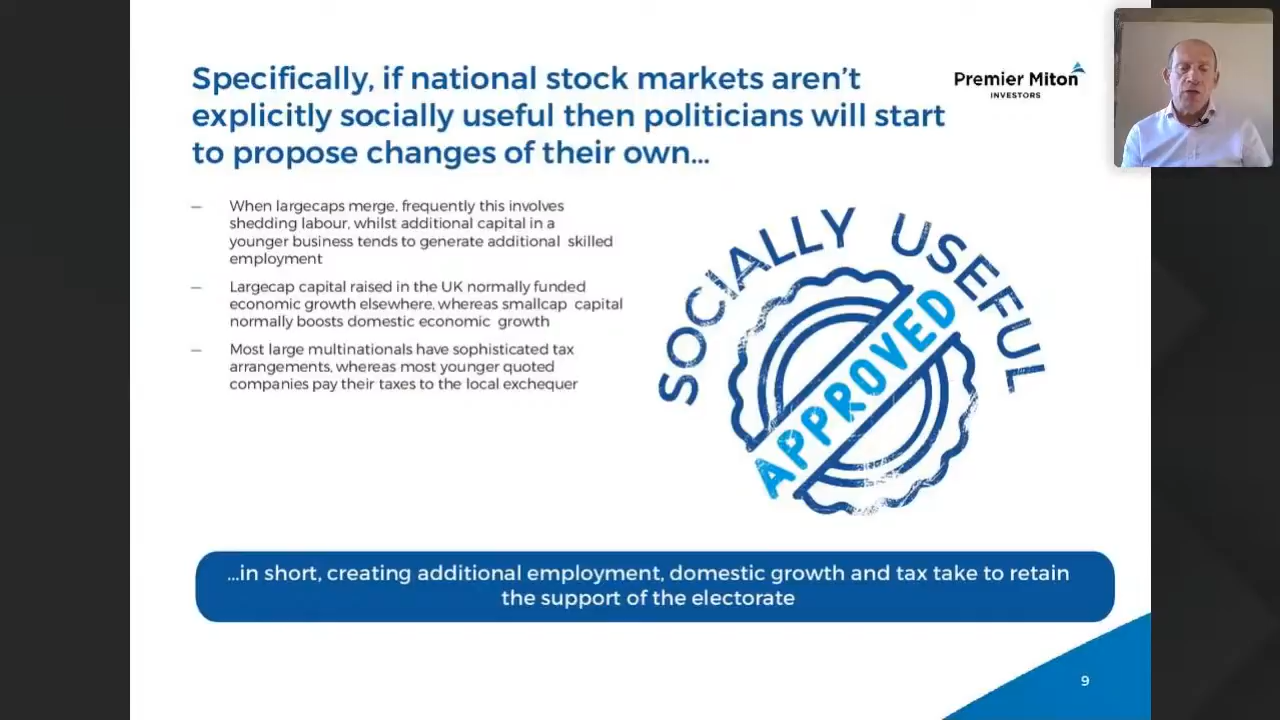 Specifically, if national stock markets aren't
explicitly socially useful then politicians will start
to propose changes of their own...
Premier Miton
INVESTORS
— When largecaps merge, frequently this involves
shedding labour, whilst additional capital in a
younger business tends to generate additional skilled
employment
— Largecap capital raised in the UK normally funded
economic growth elsewhere, whereas smallcap capital
normally boosts domestic economic growth
— Most large multinationals have sophisticated tax
arrangements, whereas most younger quoted
companies pay their taxes to the local exchequer
SOCIALLY USEFUL
APPROVED
...in short, creating additional employment, domestic growth and tax take to retain
the support of the electorate
9